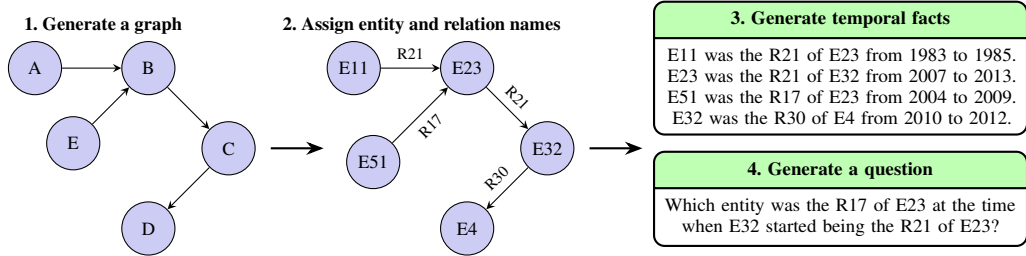 1. Generate a graph
A
B
E
C
D
2. Assign entity and relation names
E11
R21
E23
R17
R21
E51
E32
R30
E4
3. Generate temporal facts
E11 was the R21 of E23 from 1983 to 1985.
E23 was the R21 of E32 from 2007 to 2013.
E51 was the R17 of E23 from 2004 to 2009.
E32 was the R30 of E4 from 2010 to 2012.
4. Generate a question
Which entity was the R17 of E23 at the time
when E32 started being the R21 of E23?